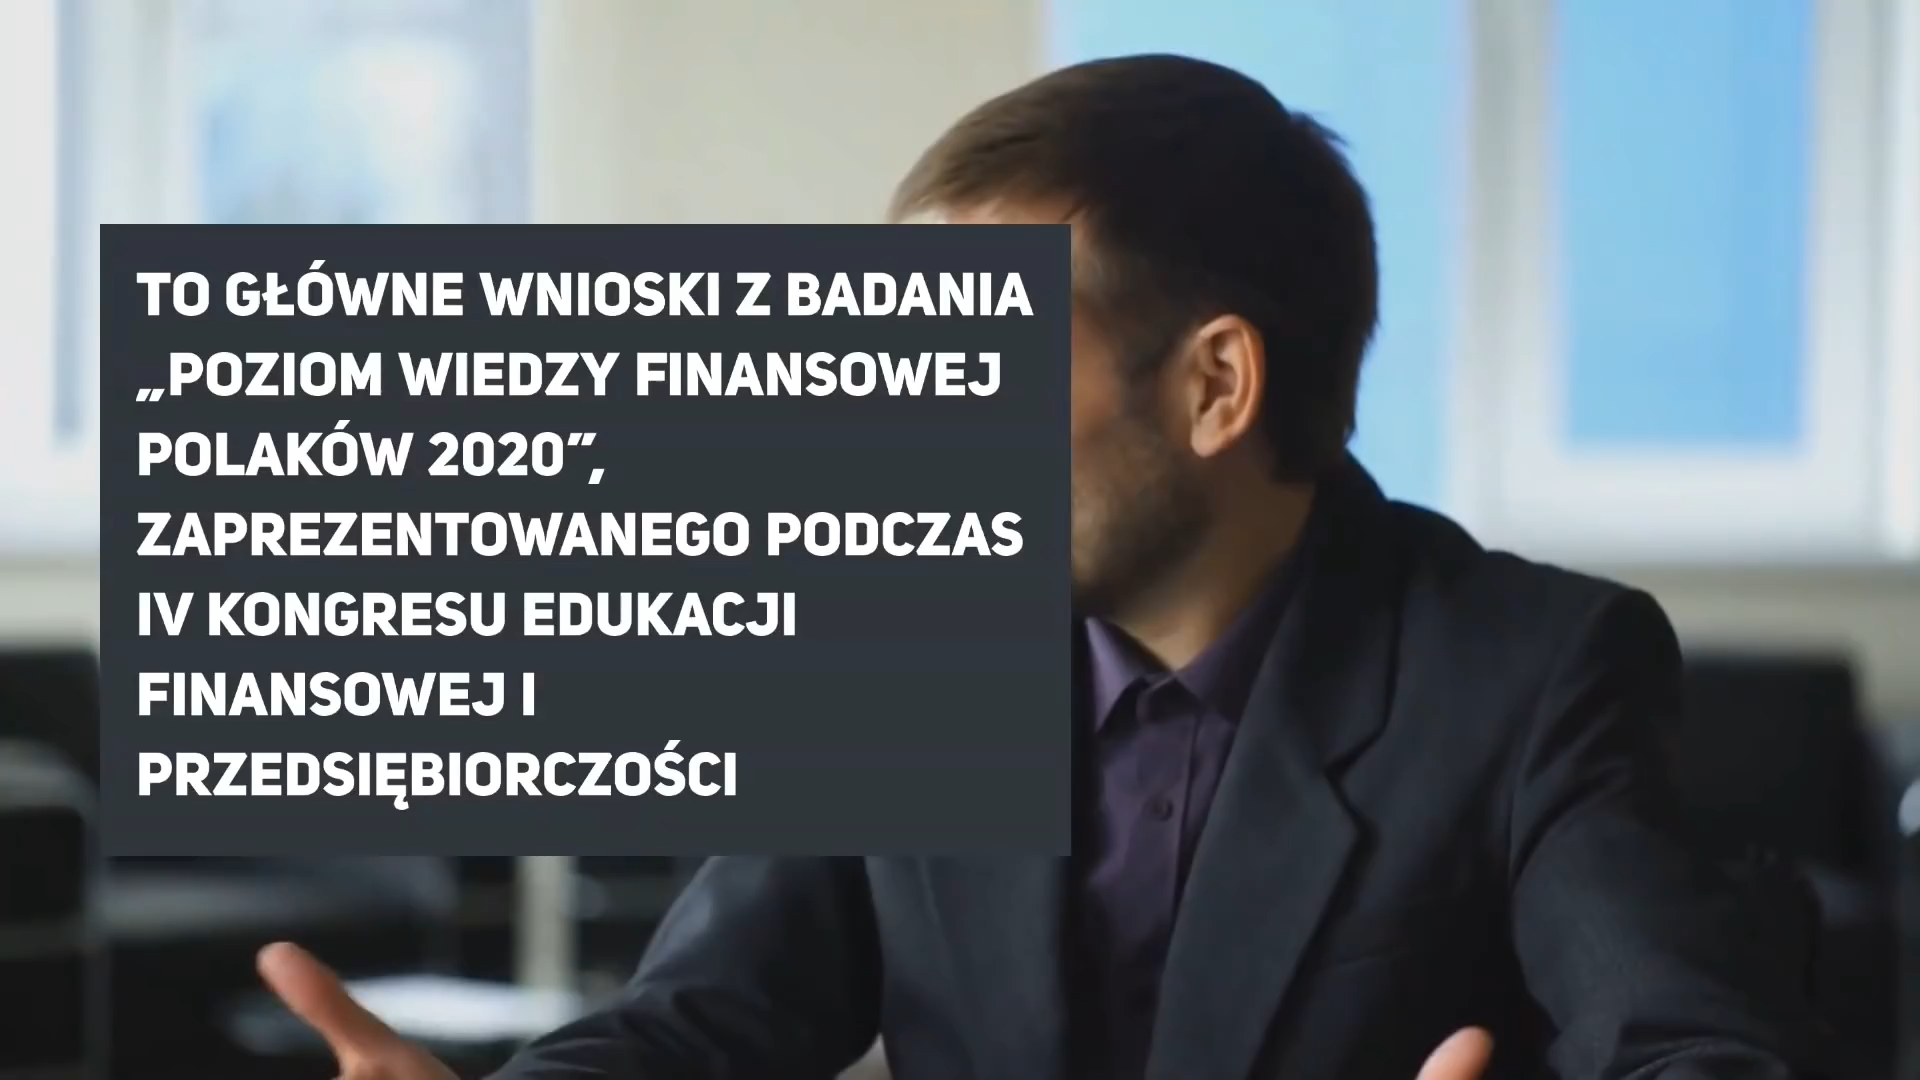 TO GŁÓWNE WNIOSKI Z BADANIA
„POZIOM WIEDZY FINANSOWEJ
POLAKÓW 2020”,
ZAPREZENTOWANEGO PODCZAS
IV KONGRESU EDUKACJI
FINANSOWEJ I
PRZEDSIĘBIORCZOŚCI